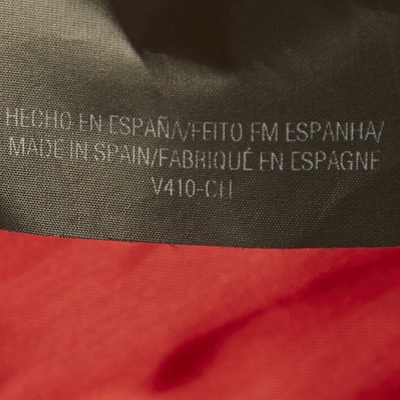 HECHO EN ESPAÑA/FEITO EM ESPANHA/
MADE IN SPAIN/FABRIQUÉ EN ESPAGNE
V410-CH